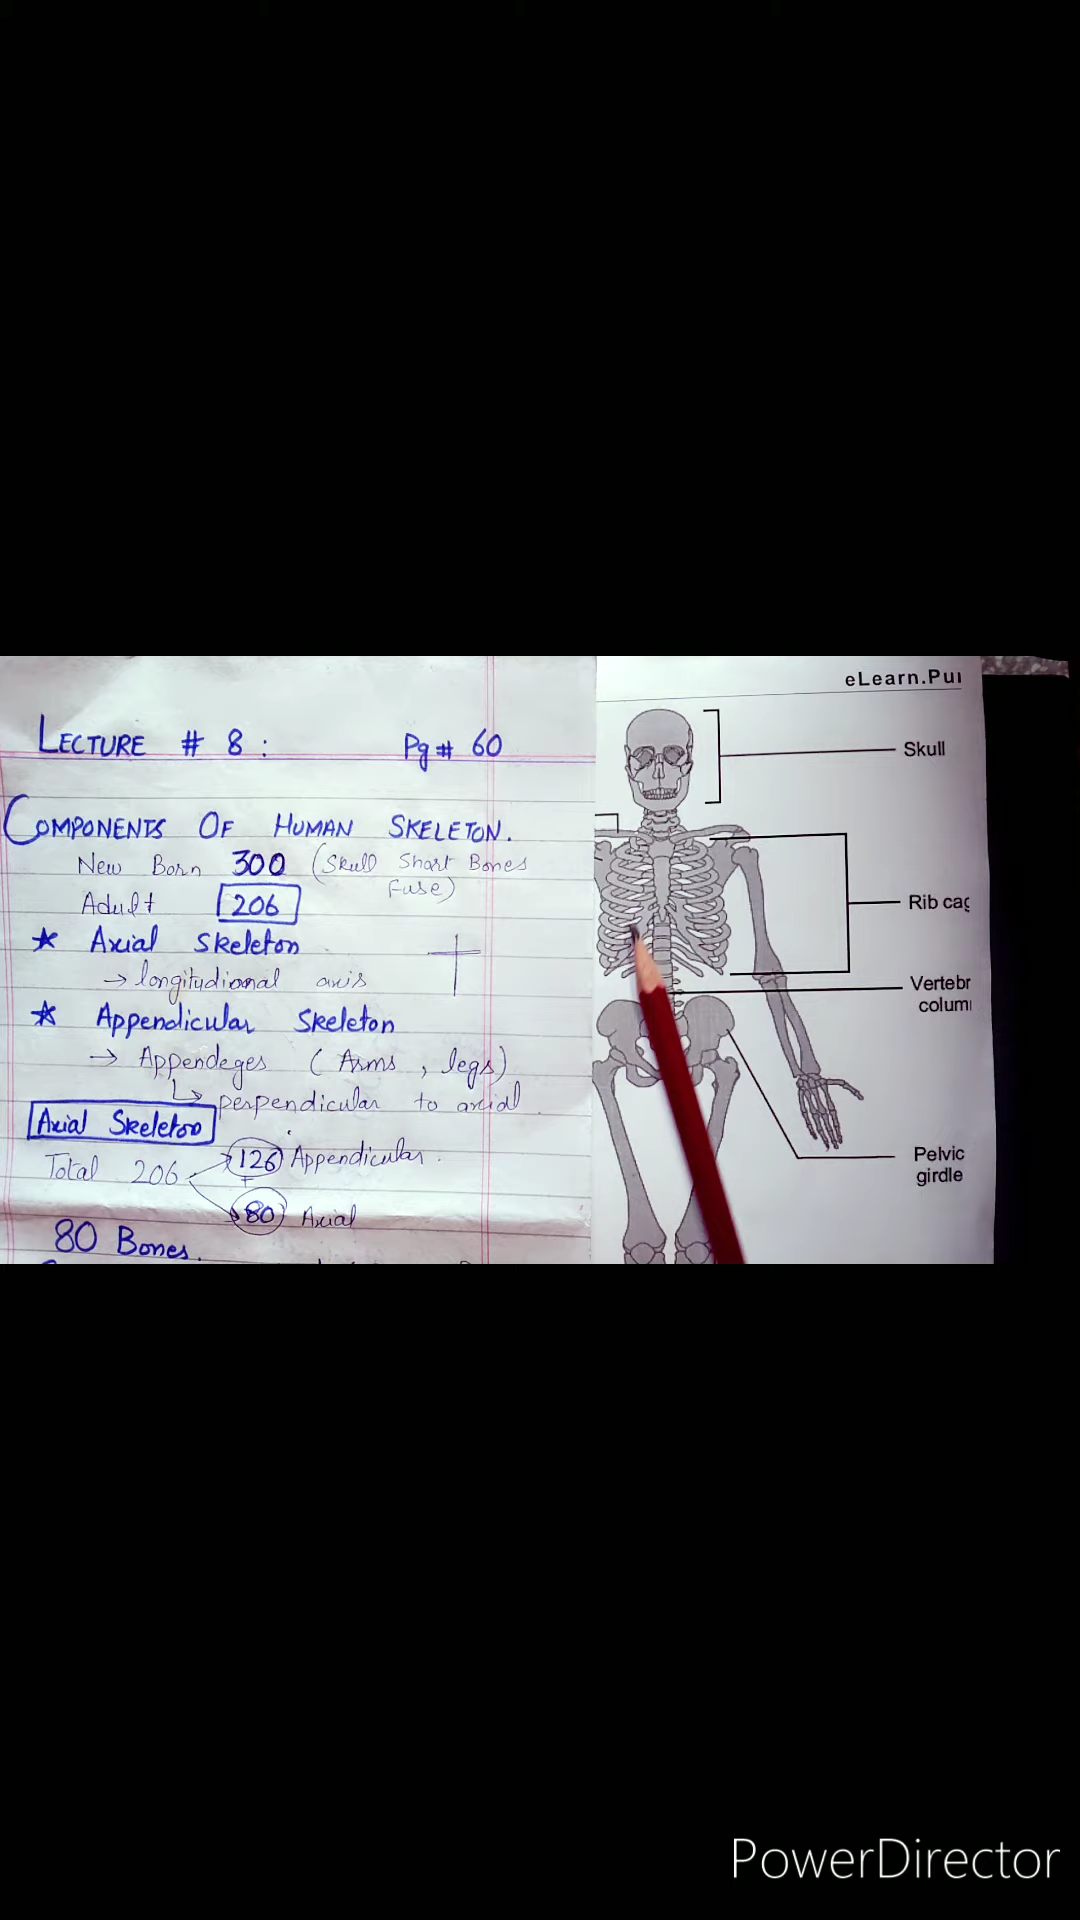 LECTURE # 8 :
Pg # 60
COMPONENTS OF HUMAN SKELETON.
New Born 300 (Skull Short Bones
Fuse)
Adult 206
★ Axial Skeleton
→ longitudional axis
★ Appendicular Skeleton
→ Appendeges (Arms, legs)
↳ perpendicular to axial.
Axial Skeleton
Total 206
126 Appendicular.
+
80 Axial
80 Bones.
eLearn.Pu
Skull
Rib cag
Vertebr
colum
Pelvic
girdle
PowerDirector